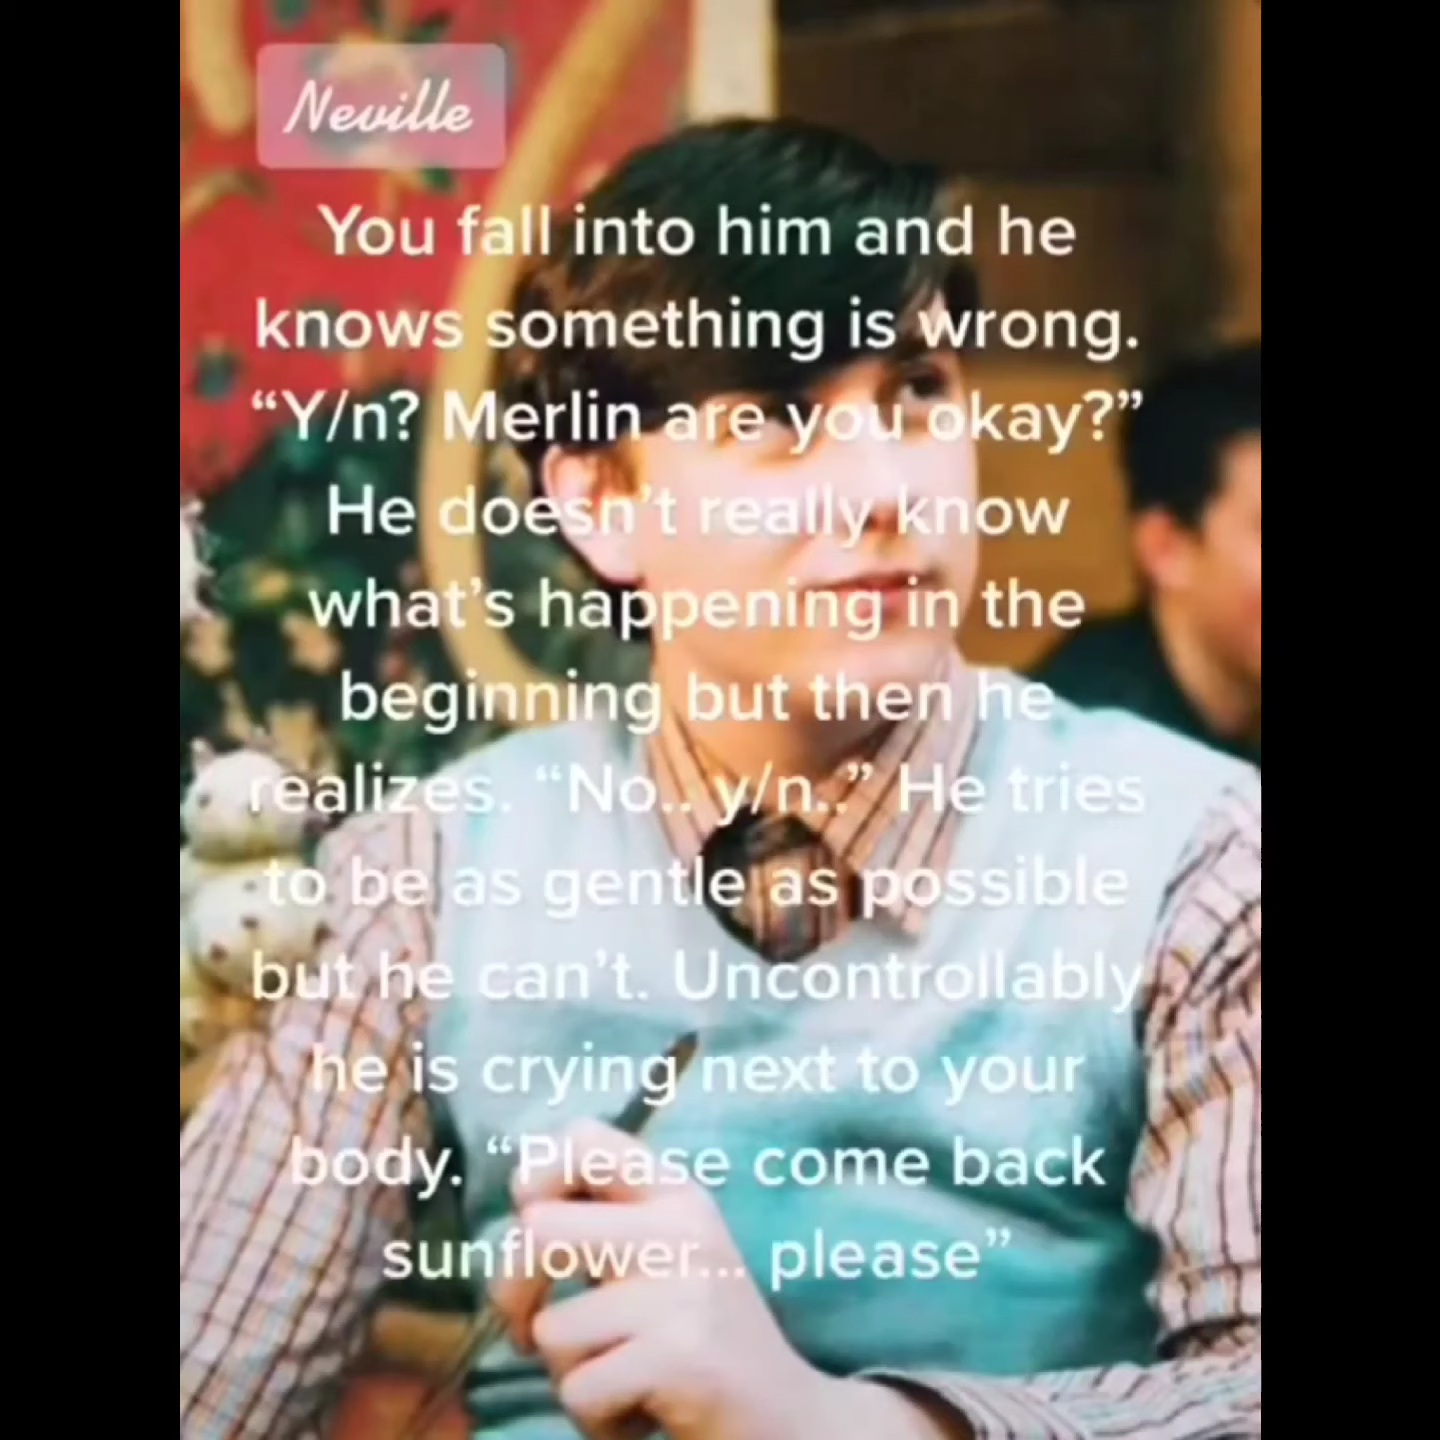 Neville
You fall into him and he
knows something is wrong.
“Y/n? Merlin are you okay?”
He doesn’t really know
what’s happening in the
beginning but then he
realizes. “No.. y/n..” He tries
to be as gentle as possible
but he can’t. Uncontrollably
he is crying next to your
body. “Please come back
sunflower... please”